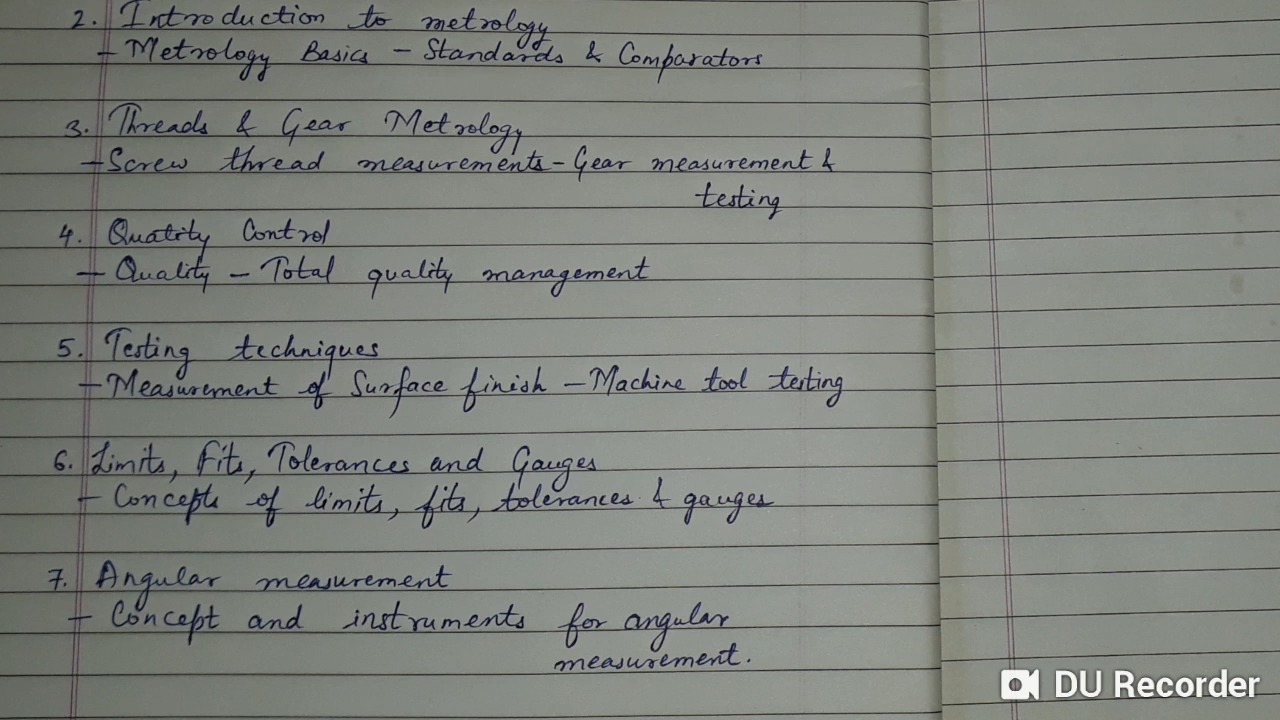 2. Introduction to metrology
- Metrology Basics - Standards & Comparators
3. Threads & Gear Metrology
- Screw thread measurements - Gear measurement &
testing
4. Quatity Control
- Quality - Total quality management
5. Testing techniques
- Measurement of Surface finish - Machine tool testing
6. Limits, Fits, Tolerances and Gauges
- Concepts of limits, fits, tolerances & gauges
7. Angular measurement
- Concept and instruments for angular
measurement.
DU Recorder